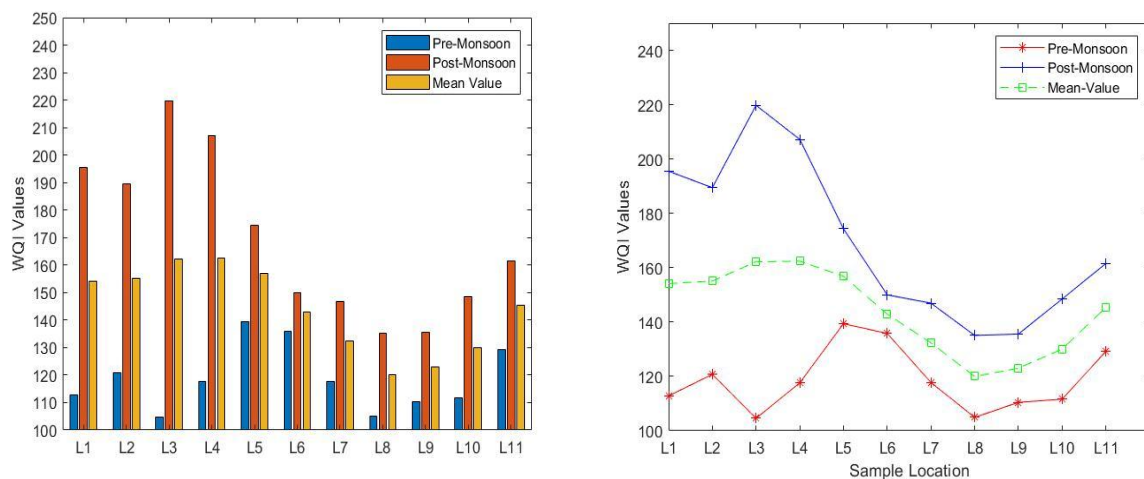 250
240
230
220
210
200
190
180
170
160
150
140
130
120
110
100
WQI Values
L1 L2 L3 L4 L5 L6 L7 L8 L9 L10 L11
Pre-Monsoon
Post-Monsoon
Mean Value
240
220
200
180
160
140
120
100
WQI Values
L1 L2 L3 L4 L5 L6 L7 L8 L9 L10 L11
Sample Location
Pre-Monsoon
Post-Monsoon
Mean-Value